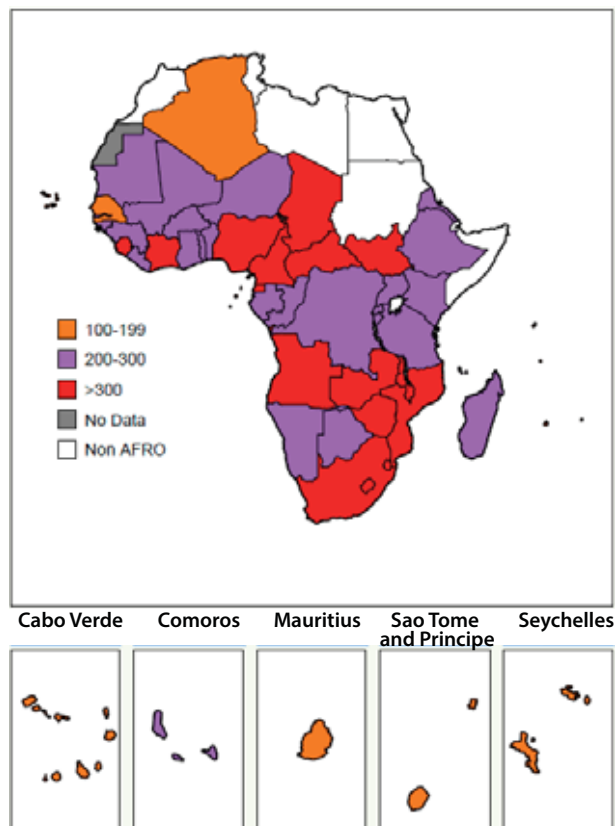 100-199
200-300
>300
No Data
Non AFRO
Cabo Verde
Comoros
Mauritius
Sao Tome
and Principe
Seychelles